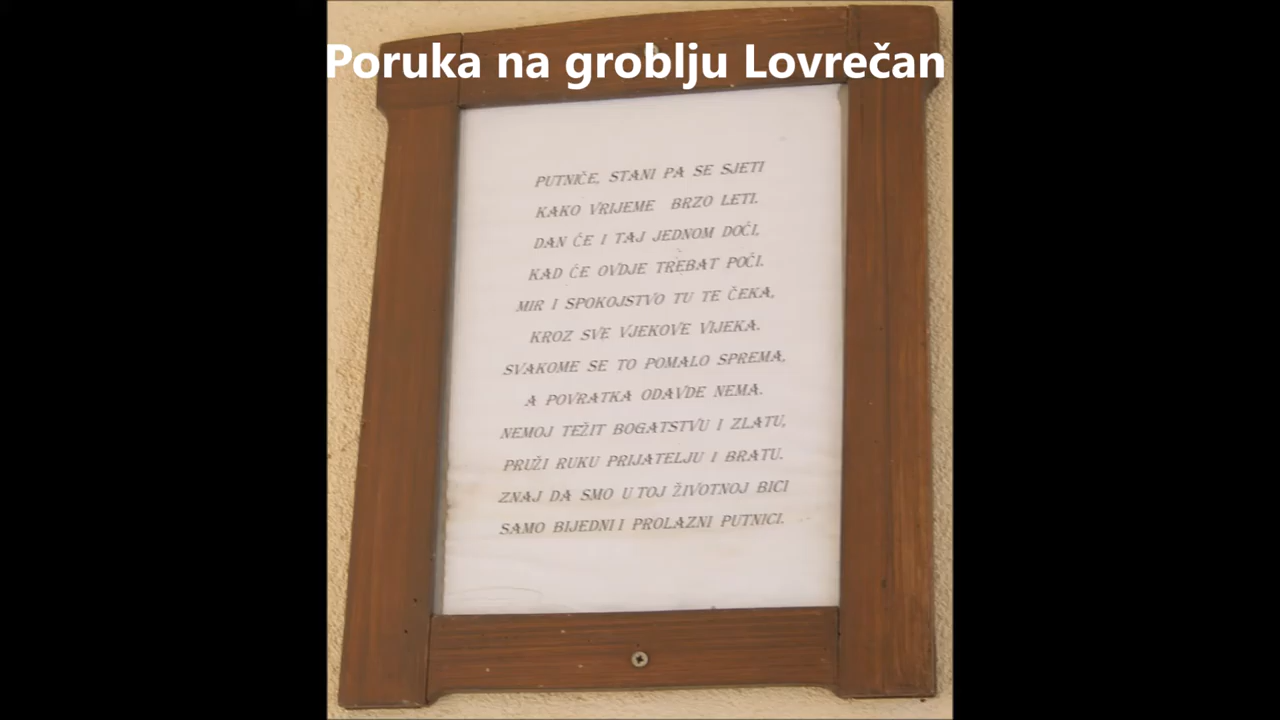 Poruka na groblju Lovrečan
PUTNIČE, STANI PA SE SJETI
KAKO VRIJEME BRZO LETI.
DAN ĆE I TAJ JEDNOM DOĆI,
KAD ĆE OVDJE TREBAT POĆI.
MIR I SPOKOJSTVO TU TE ČEKA,
KROZ SVE VJEKOVE VIJEKA.
SVAKOME SE TO POMALO SPREMA,
A POVRATKA ODAVDE NEMA.
NEMOJ TEŽIT BOGATSTVU I ZLATU,
PRUŽI RUKU PRIJATELJU I BRATU.
ZNAJ DA SMO U TOJ ŽIVOTNOJ BICI
SAMO BIJEDNI I PROLAZNI PUTNICI.